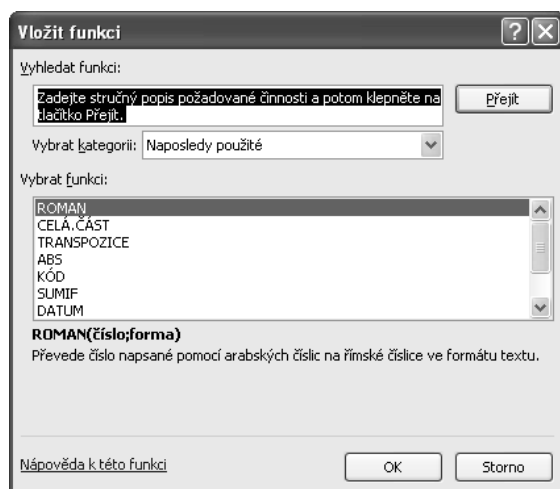 Vložit funkci
Vyhledat funkci:
Zadejte stručný popis požadované činnosti a potom klepněte na
tlačítko Přejít.
Přejít
Vybrat kategorii: Naposledy použité
Vybrat funkci:
ROMAN
CELÁ.ČÁST
TRANSPOZICE
ABS
KÓD
SUMIF
DATUM
ROMAN(číslo;forma)
Převede číslo napsané pomocí arabských číslic na římské číslice ve formátu textu.
Nápověda k této funkci
OK
Storno